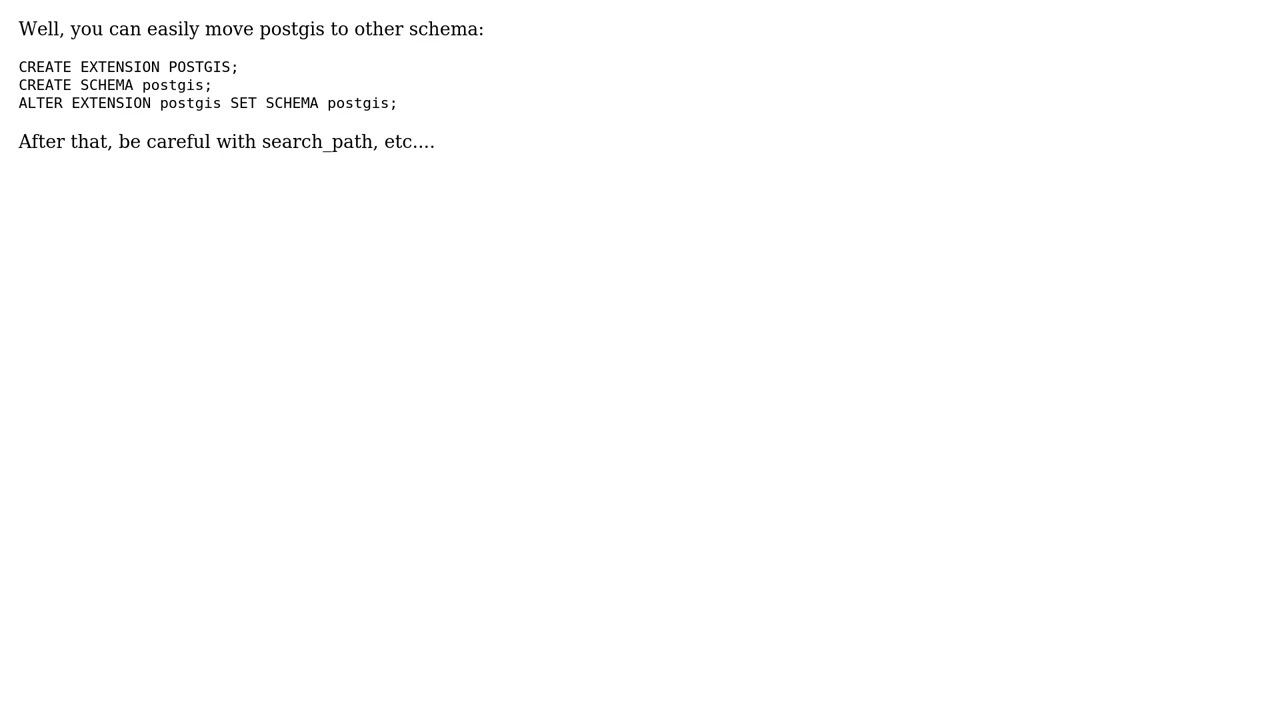 Well, you can easily move postgis to other schema:
CREATE EXTENSION POSTGIS;
CREATE SCHEMA postgis;
ALTER EXTENSION postgis SET SCHEMA postgis;
After that, be careful with search_path, etc....